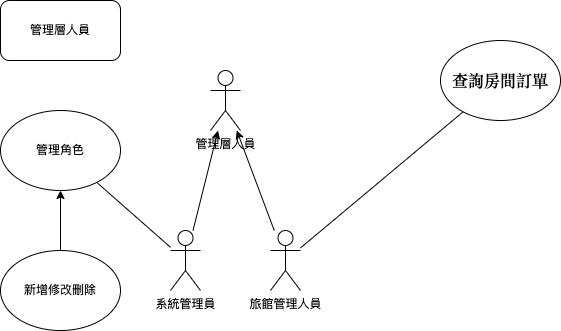 管理層人員
查詢房間訂單
管理層人員
管理角色
新增修改刪除
系統管理員
旅館管理人員